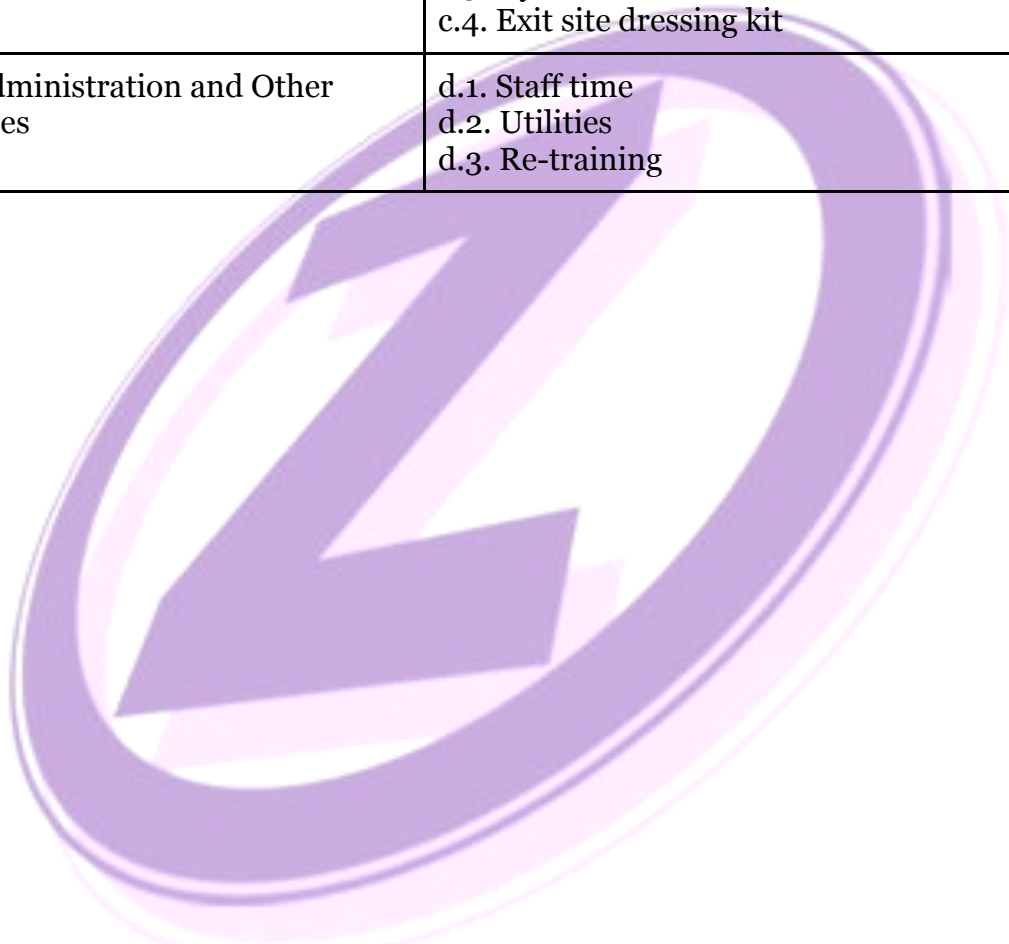 c.4. Exit site dressing kit
dministration and Other
es
d.1. Staff time
d.2. Utilities
d.3. Re-training